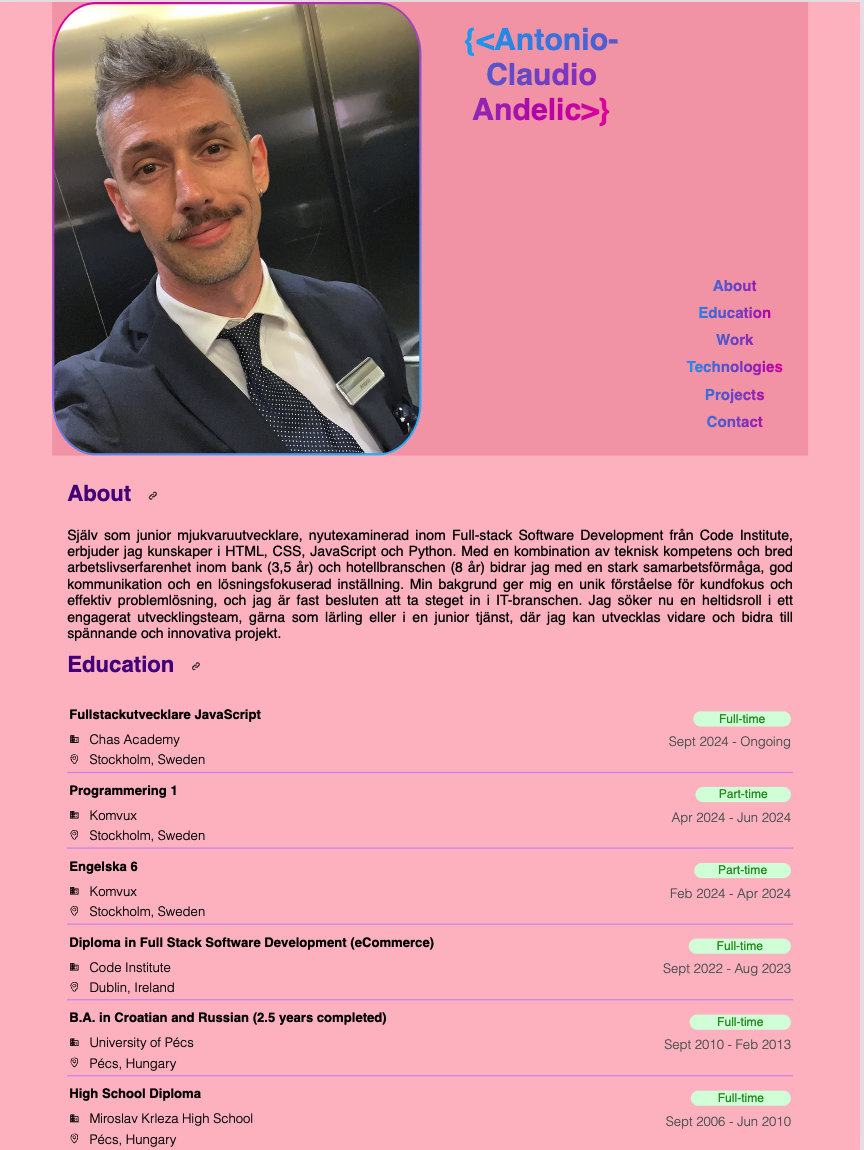 {<Antonio-
Claudio
Andelic>}
About
Education
Work
Technologies
Projects
Contact
About
Själv som junior mjukvaruutvecklare, nyutexaminerad inom Full-stack Software Development från Code Institute,
erbjuder jag kunskaper i HTML, CSS, JavaScript och Python. Med en kombination av teknisk kompetens och bred
arbetslivserfarenhet inom bank (3,5 år) och hotellbranschen (8 år) bidrar jag med en stark samarbetsförmåga, god
kommunikation och en lösningsfokuserad inställning. Min bakgrund ger mig en unik förståelse för kundfokus och
effektiv problemlösning, och jag är fast besluten att ta steget in i IT-branschen. Jag söker nu en heltidsroll i ett
engagerat utvecklingsteam, gärna som lärling eller i en junior tjänst, där jag kan utvecklas vidare och bidra till
spännande och innovativa projekt.
Education
Fullstackutvecklare JavaScript
Full-time
Chas Academy
Sept 2024 - Ongoing
Stockholm, Sweden
Programmering 1
Part-time
Komvux
Apr 2024 - Jun 2024
Stockholm, Sweden
Engelska 6
Part-time
Komvux
Feb 2024 - Apr 2024
Stockholm, Sweden
Diploma in Full Stack Software Development (eCommerce)
Full-time
Code Institute
Sept 2022 - Aug 2023
Dublin, Ireland
B.A. in Croatian and Russian (2.5 years completed)
Full-time
University of Pécs
Sept 2010 - Feb 2013
Pécs, Hungary
High School Diploma
Full-time
Miroslav Krleza High School
Sept 2006 - Jun 2010
Pécs, Hungary